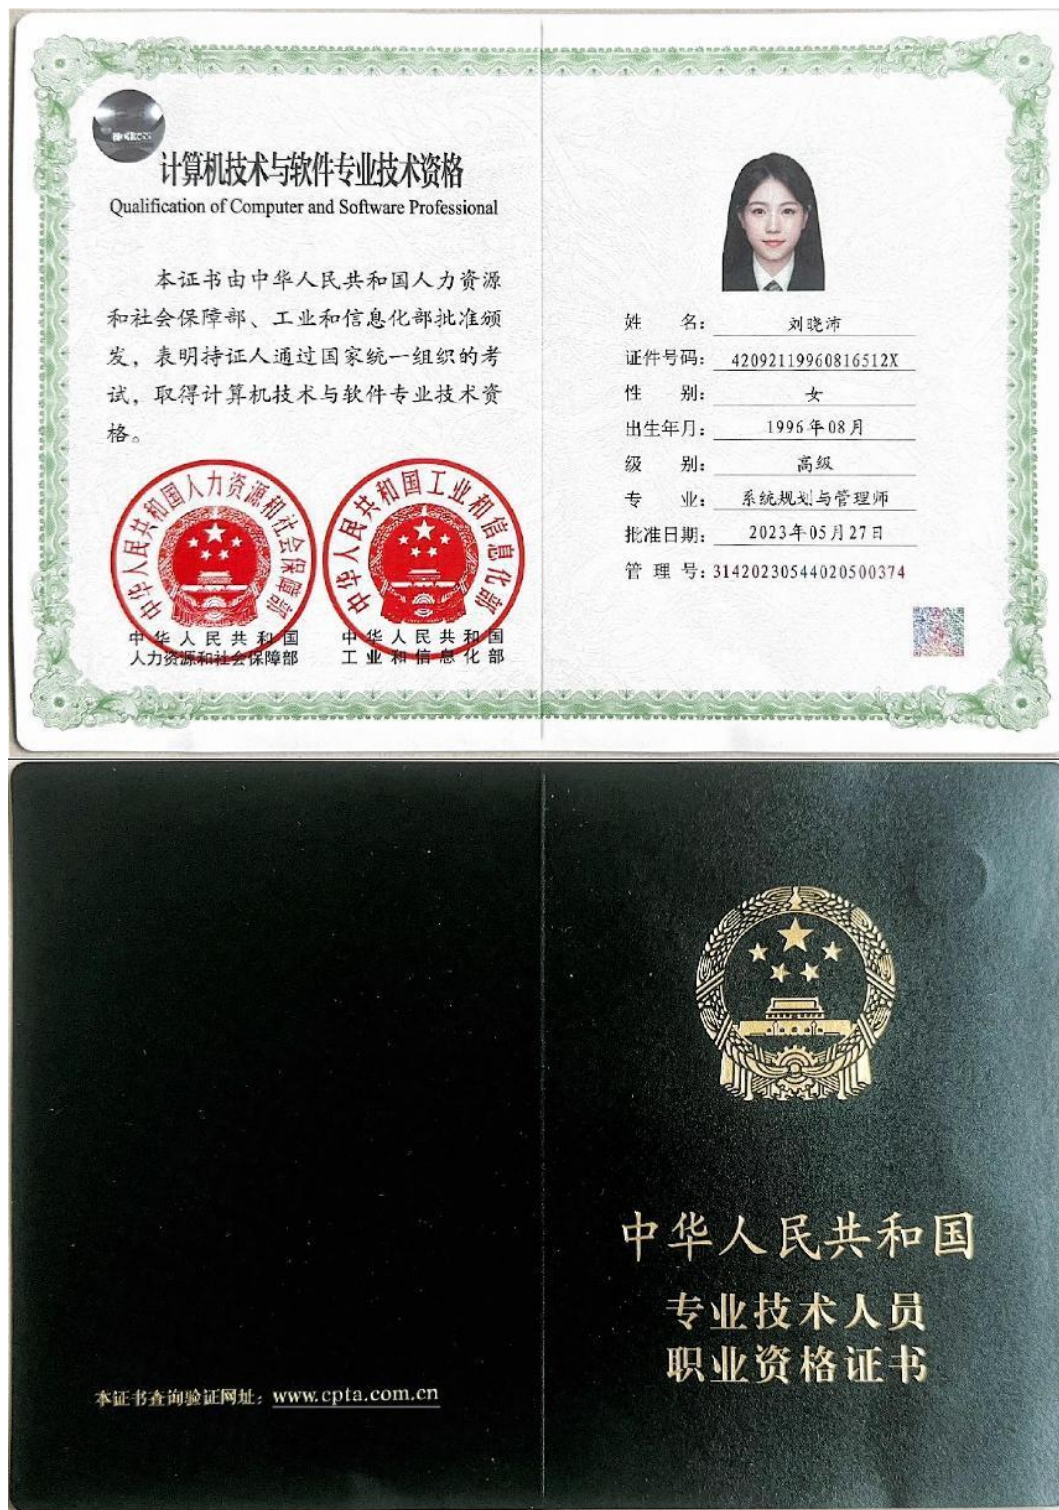 计算机技术与软件专业技术资格
Qualification of Computer and Software Professional
本证书由中华人民共和国人力资源
和社会保障部、工业和信息化部批准颁
发，表明持证人通过国家统一组织的考
试，取得计算机技术与软件专业技术资
格。
中华人民共和国人力资源和社会保障部
中华人民共和国工业和信息化部
中华人民共和国
人力资源和社会保障部
中华人民共和国
工业和信息化部
姓 名：刘晓沛
证件号码：42092119960816512X
性 别：女
出生年月：1996年08月
级 别：高级
专 业：系统规划与管理师
批准日期：2023年05月27日
管 理 号：31420230544020500374
中华人民共和国
专业技术人员
职业资格证书
本证书查询验证网址：www.cpta.com.cn